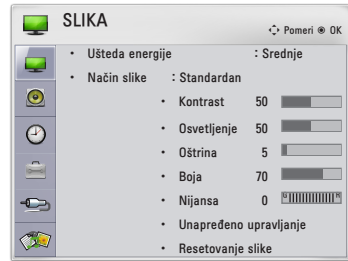 SLIKA
Pomeri ◉ OK
• Ušteda energije : Srednje
• Način slike : Standardan
• Kontrast 50
• Osvetljenje 50
• Oštrina 5
• Boja 70
• Nijansa 0 G R
• Unapređeno upravljanje
• Resetovanje slike